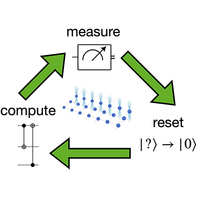 measure
compute
reset
|?⟩ → |0⟩